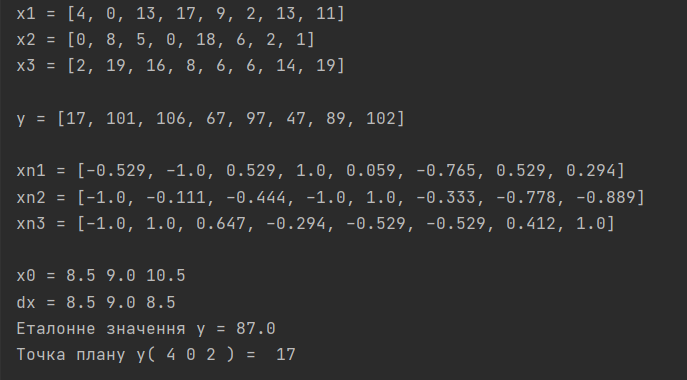 x1 = [4, 0, 13, 17, 9, 2, 13, 11]
x2 = [0, 8, 5, 0, 18, 6, 2, 1]
x3 = [2, 19, 16, 8, 6, 6, 14, 19]
y = [17, 101, 106, 67, 97, 47, 89, 102]
xn1 = [-0.529, -1.0, 0.529, 1.0, 0.059, -0.765, 0.529, 0.294]
xn2 = [-1.0, -0.111, -0.444, -1.0, 1.0, -0.333, -0.778, -0.889]
xn3 = [-1.0, 1.0, 0.647, -0.294, -0.529, -0.529, 0.412, 1.0]
x0 = 8.5 9.0 10.5
dx = 8.5 9.0 8.5
Еталонне значення y = 87.0
Точка плану y( 4 0 2 ) =  17